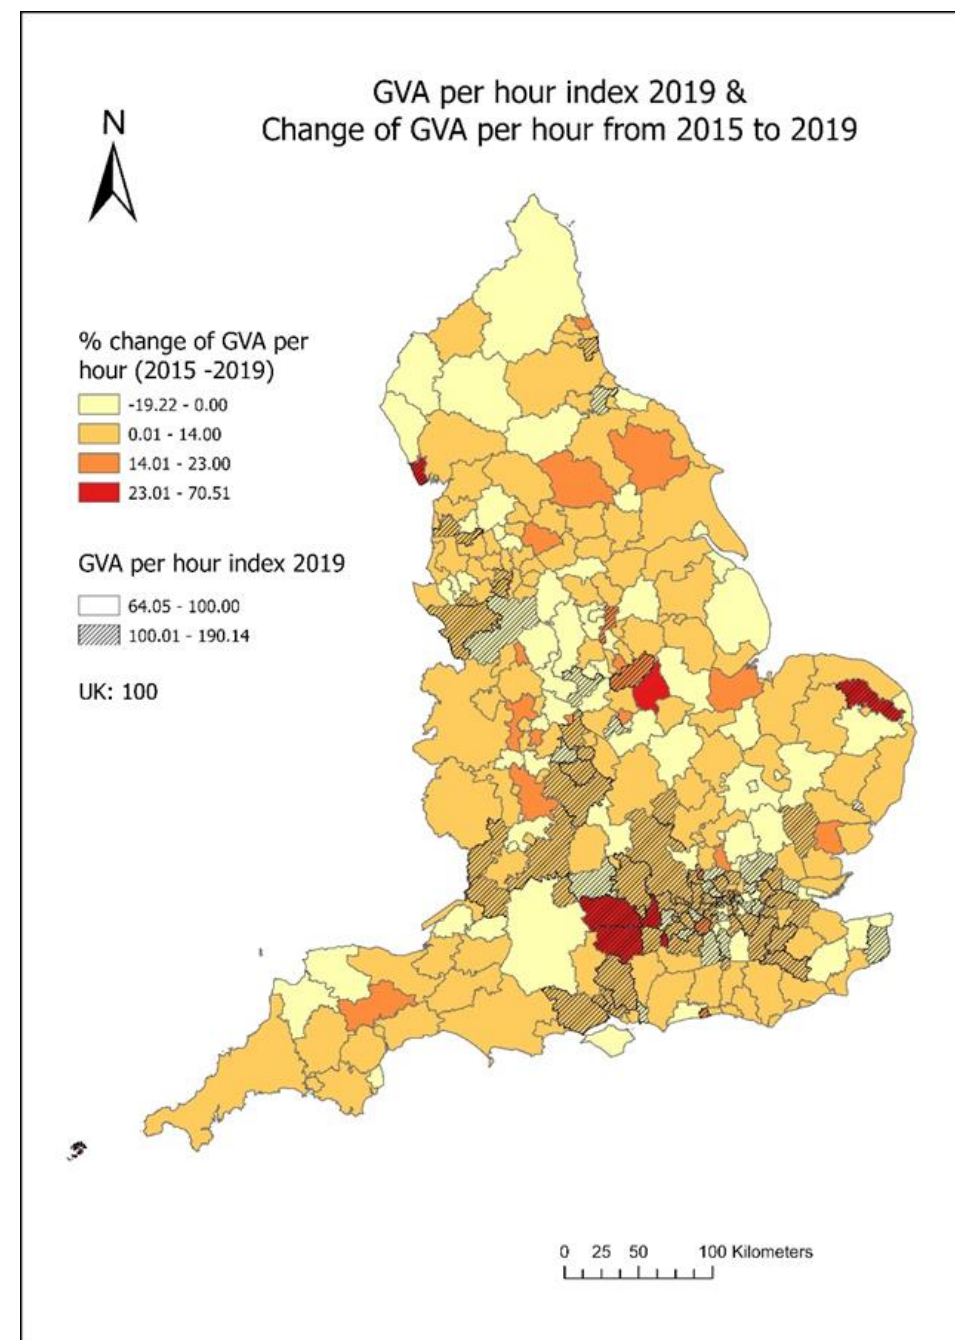 GVA per hour index 2019 &
Change of GVA per hour from 2015 to 2019
N
% change of GVA per
hour (2015 -2019)
-19.22 - 0.00
0.01 - 14.00
14.01 - 23.00
23.01 - 70.51
GVA per hour index 2019
64.05 - 100.00
100.01 - 190.14
UK: 100
0 25 50 100 Kilometers